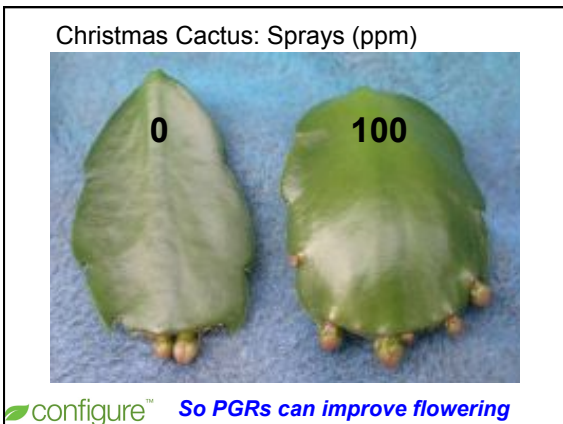 Christmas Cactus: Sprays (ppm)
0 100
configure™ So PGRs can improve flowering